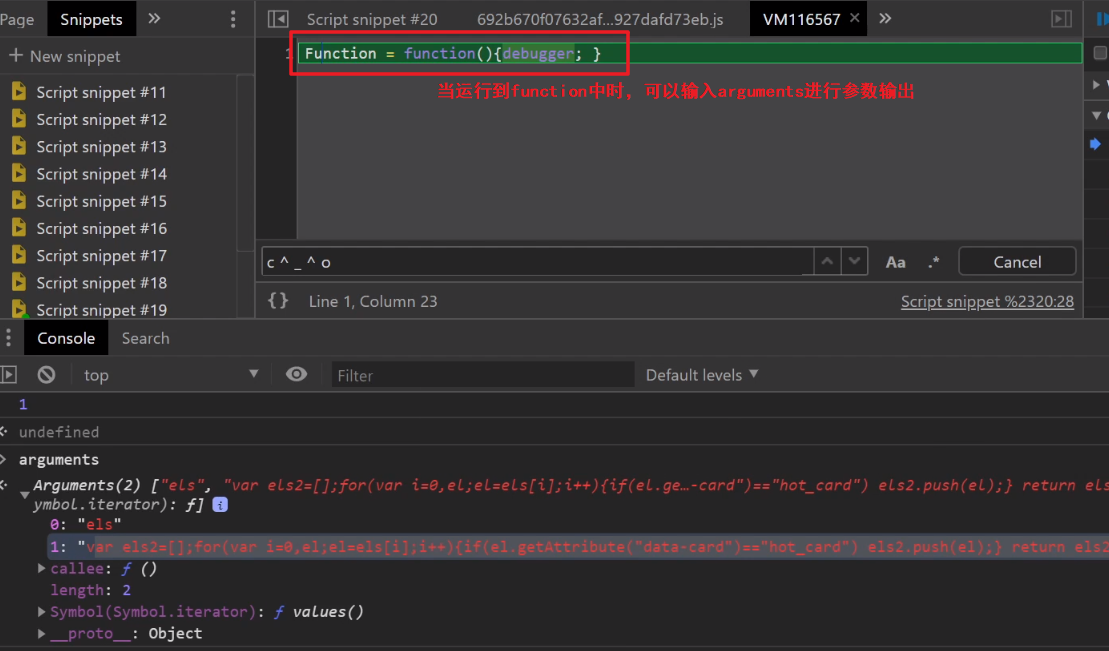 Page Snippets
Script snippet #20 692b670f07632af...927dafd73eb.js VM116567
New snippet
Script snippet #11
Script snippet #12
Script snippet #13
Script snippet #14
Script snippet #15
Script snippet #16
Script snippet #17
Script snippet #18
Script snippet #19
1 Function = function(){debugger; }
当运行到function中时，可以输入arguments进行参数输出
c ^ _ ^ o
Aa .* Cancel
{} Line 1, Column 23 Script snippet %2320:28
Console Search
top Filter Default levels
1
undefined
arguments
Arguments(2) ["els", "var els2=[];for(var i=0,el;el=els[i];i++){if(el.ge…-card")=="hot_card") els2.push(el);} return els
ymbol.iterator): ƒ]
0: "els"
1: "var els2=[];for(var i=0,el;el=els[i];i++){if(el.getAttribute("data-card")=="hot_card") els2.push(el);} return els2
callee: ƒ ()
length: 2
Symbol(Symbol.iterator): ƒ values()
__proto__: Object